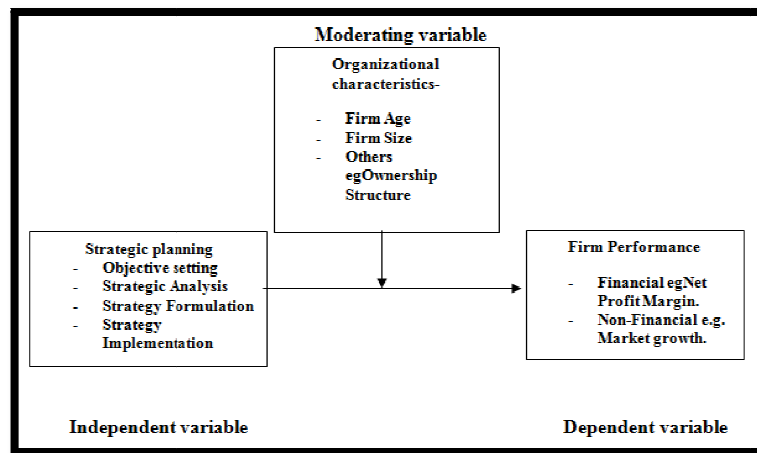 Moderating variable
Organizational
characteristics-
- Firm Age
- Firm Size
- Others
egOwnership
Structure
Strategic planning
- Objective setting
- Strategic Analysis
- Strategy Formulation
- Strategy
Implementation
Firm Performance
- Financial egNet
Profit Margin.
- Non-Financial e.g.
Market growth.
Independent variable
Dependent variable